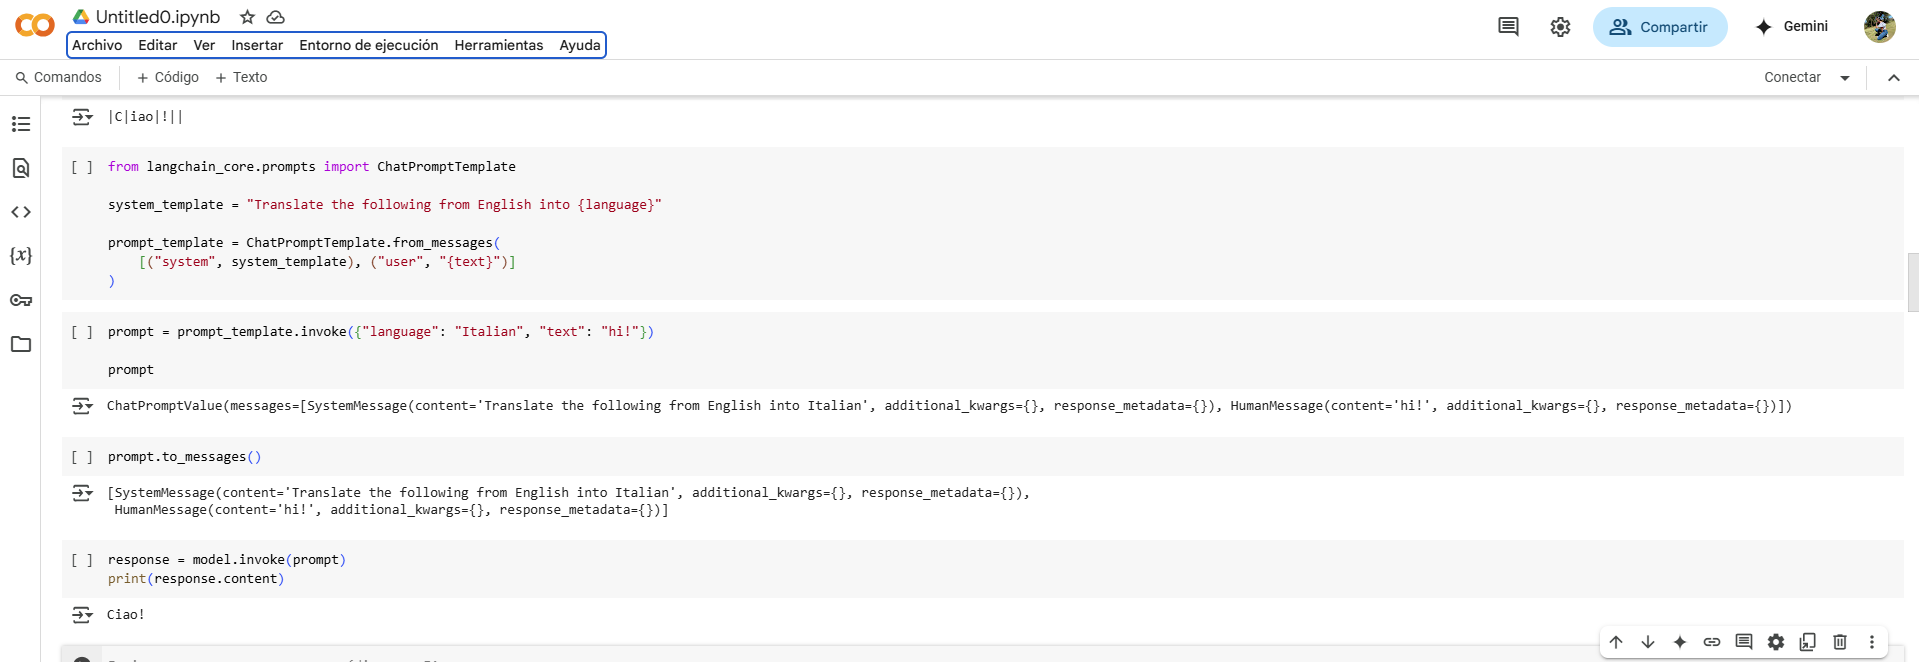 Untitled0.ipynb
Archivo Editar Ver Insertar Entorno de ejecución Herramientas Ayuda
Compartir
Gemini
Comandos + Código + Texto
Conectar
|C|iao|!||
[ ] from langchain_core.prompts import ChatPromptTemplate
system_template = "Translate the following from English into {language}"
prompt_template = ChatPromptTemplate.from_messages(
[("system", system_template), ("user", "{text}")]
)
[ ] prompt = prompt_template.invoke({"language": "Italian", "text": "hi!"})
prompt
ChatPromptValue(messages=[SystemMessage(content='Translate the following from English into Italian', additional_kwargs={}, response_metadata={}), HumanMessage(content='hi!', additional_kwargs={}, response_metadata={})])
[ ] prompt.to_messages()
[SystemMessage(content='Translate the following from English into Italian', additional_kwargs={}, response_metadata={}),
HumanMessage(content='hi!', additional_kwargs={}, response_metadata={})]
[ ] response = model.invoke(prompt)
print(response.content)
Ciao!